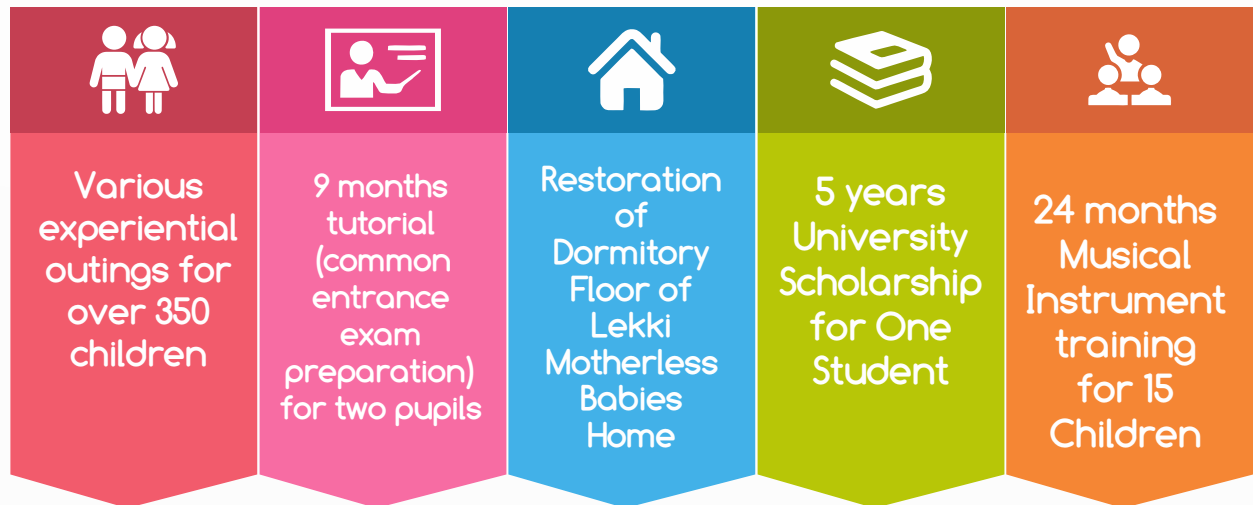 Various
experiential
outings for
over 350
children
9 months
tutorial
(common
entrance
exam
preparation)
for two pupils
Restoration
of
Dormitory
Floor of
Lekki
Motherless
Babies
Home
5 years
University
Scholarship
for One
Student
24 months
Musical
Instrument
training
for 15
Children